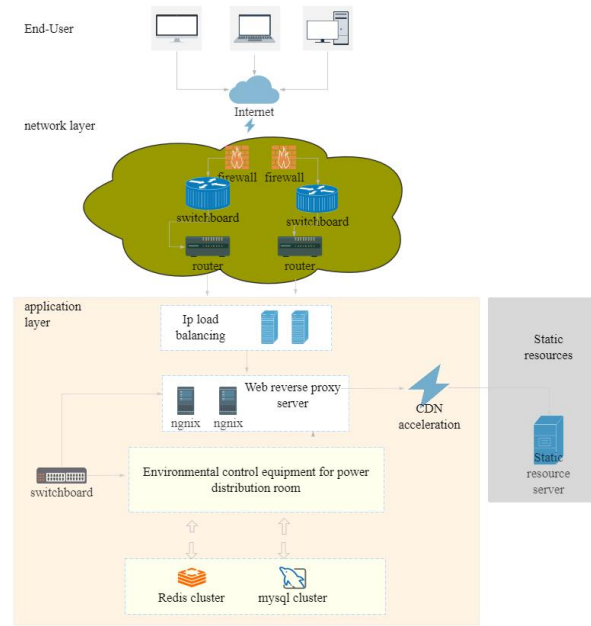 End-User
Internet
network layer
firewall
firewall
switchboard
switchboard
router
router
application
layer
Ip load
balancing
Static
resources
Web reverse proxy
server
ngnix
ngnix
CDN
acceleration
Static
resource
server
Environmental control equipment for power
distribution room
switchboard
Redis cluster
mysql cluster